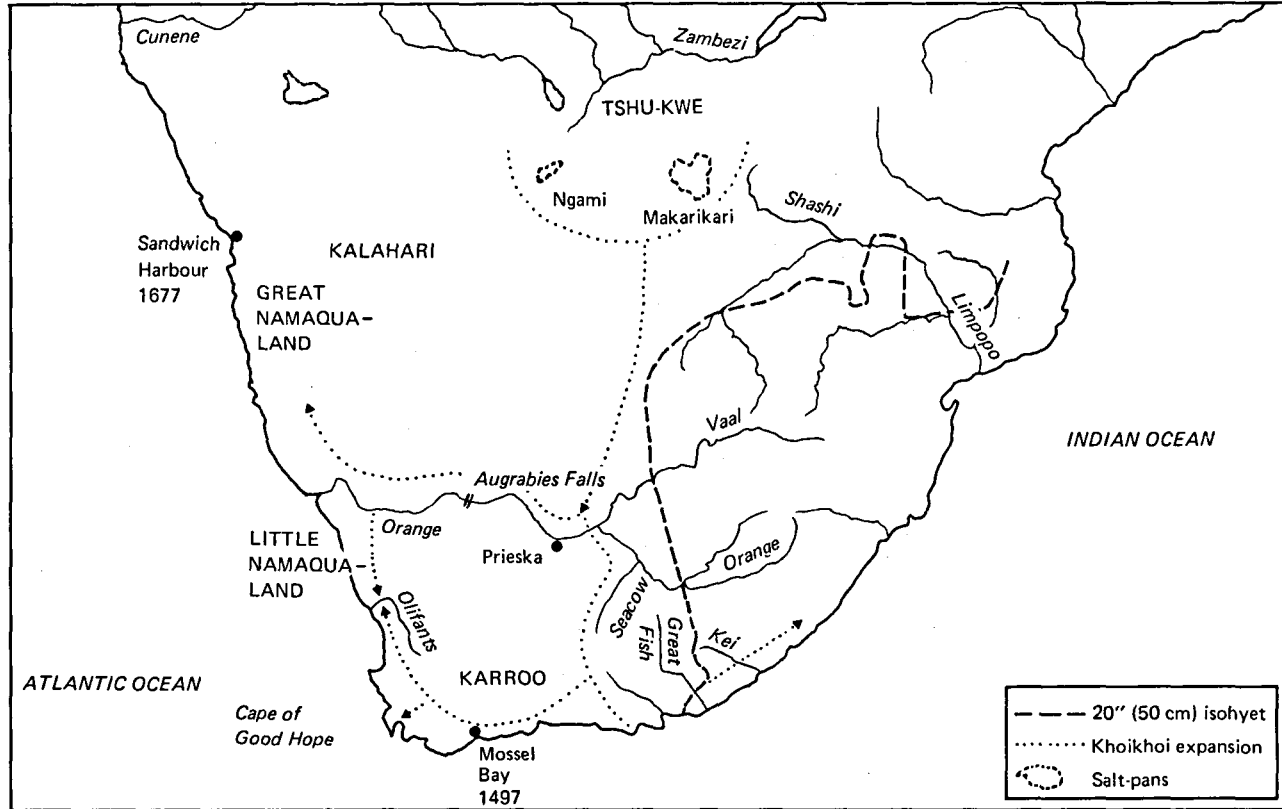 Cunene
Zambezi
TSHU-KWE
Ngami
Makarikari
Shashi
Sandwich
Harbour
1677
KALAHARI
GREAT
NAMAQUA–
LAND
Limpopo
Vaal
INDIAN OCEAN
Augrabies Falls
Orange
LITTLE
NAMAQUA–
LAND
Prieska
Orange
Olifants
Seacow
Great
Fish
Kei
KARROO
ATLANTIC OCEAN
Cape of
Good Hope
Mossel
Bay
1497
20" (50 cm) isohyet
Khoikhoi expansion
Salt-pans